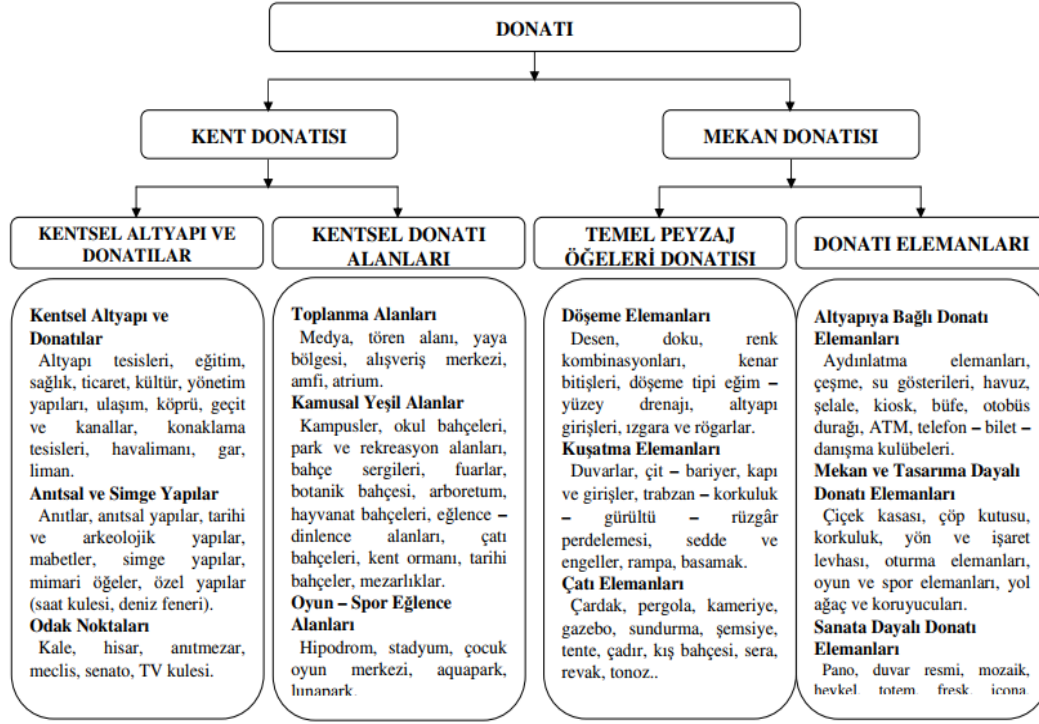 DONATI
KENT DONATISI
MEKAN DONATISI
KENTSEL ALTYAPI VE
DONATILAR
KENTSEL DONATI
ALANLARI
TEMEL PEYZAJ
ÖĞELERİ DONATISI
DONATI ELEMANLARI
Kentsel Altyapı ve
Donatılar
Altyapı tesisleri, eğitim,
sağlık, ticaret, kültür, yönetim
yapıları, ulaşım, köprü, geçit
ve kanallar, konaklama
tesisleri, havalimanı, gar,
liman.
Anıtsal ve Simge Yapılar
Anıtlar, anıtsal yapılar, tarihi
ve arkeolojik yapılar,
mabetler, simge yapılar,
mimari öğeler, özel yapılar
(saat kulesi, deniz feneri).
Odak Noktaları
Kale, hisar, anıtmezar,
meclis, senato, TV kulesi.
Toplanma Alanları
Medya, tören alanı, yaya
bölgesi, alışveriş merkezi,
amfi, atrium.
Kamusal Yeşil Alanlar
Kampusler, okul bahçeleri,
park ve rekreasyon alanları,
bahçe sergileri, fuarlar,
botanik bahçesi, arboretum,
hayvanat bahçeleri, eğlence –
dinlence alanları, çatı
bahçeleri, kent ormanı, tarihi
bahçeler, mezarlıklar.
Oyun – Spor Eğlence
Alanları
Hipodrom, stadyum, çocuk
oyun merkezi, aquapark,
lunapark.
Döşeme Elemanları
Desen, doku, renk
kombinasyonları, kenar
bitişleri, döşeme tipi eğim –
yüzey drenajı, altyapı
girişleri, ızgara ve rögarlar.
Kuşatma Elemanları
Duvarlar, çit – bariyer, kapı
ve girişler, trabzan – korkuluk
– gürültü – rüzgâr
perdelemesi, sedde ve
engeller, rampa, basamak.
Çatı Elemanları
Çardak, pergola, kameriye,
gazebo, sundurma, şemsiye,
tente, çadır, kış bahçesi, sera,
revak, tonoz..
Altyapıya Bağlı Donatı
Elemanları
Aydınlatma elemanları,
çeşme, su gösterileri, havuz,
şelale, kiosk, büfe, otobüs
durağı, ATM, telefon – bilet –
danışma kulübeleri.
Mekan ve Tasarıma Dayalı
Donatı Elemanları
Çiçek kasası, çöp kutusu,
korkuluk, yön ve işaret
levhası, oturma elemanları,
oyun ve spor elemanları, yol
ağaç ve koruyucuları.
Sanata Dayalı Donatı
Elemanları
Pano, duvar resmi, mozaik,
heykel, totem, fresk, icona,